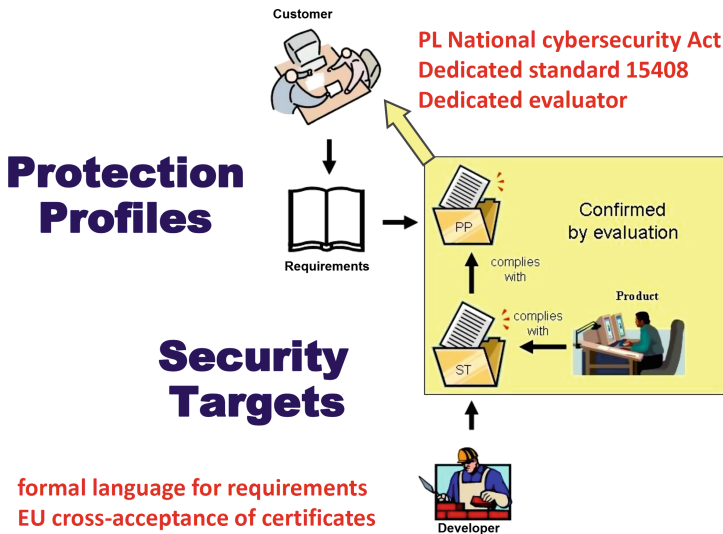 Customer
PL National cybersecurity Act
Dedicated standard 15408
Dedicated evaluator
Protection
Profiles
Requirements
PP
Confirmed
by evaluation
complies
with
Product
complies
with
ST
Security
Targets
formal language for requirements
EU cross-acceptance of certificates
Developer